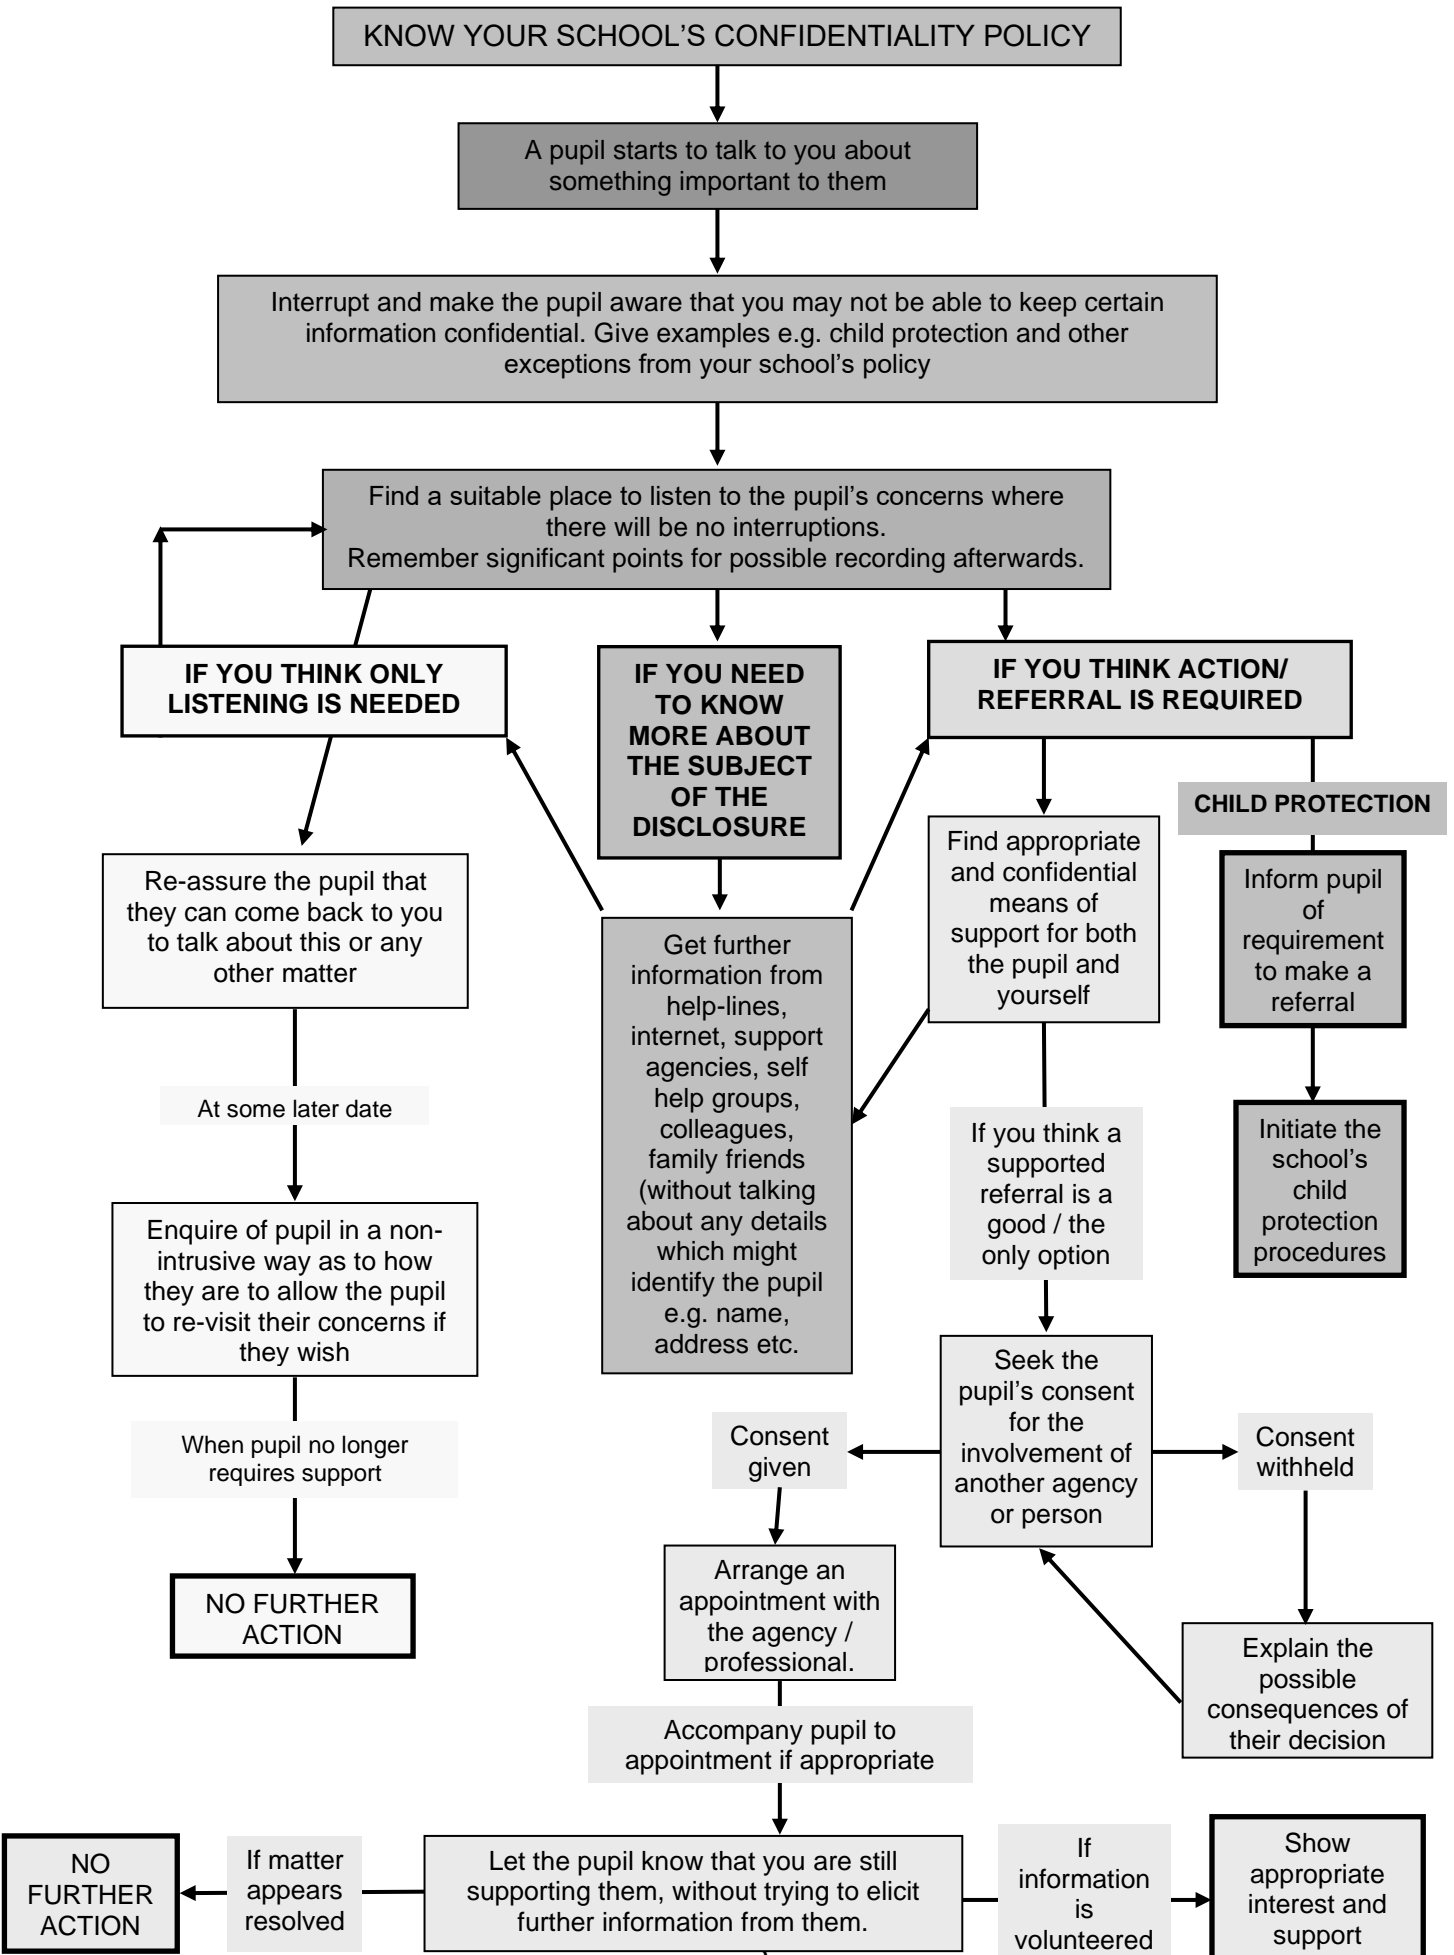 KNOW YOUR SCHOOL’S CONFIDENTIALITY POLICY
A pupil starts to talk to you about
something important to them
Interrupt and make the pupil aware that you may not be able to keep certain
information confidential. Give examples e.g. child protection and other
exceptions from your school’s policy
Find a suitable place to listen to the pupil’s concerns where
there will be no interruptions.
Remember significant points for possible recording afterwards.
IF YOU THINK ONLY
LISTENING IS NEEDED
IF YOU NEED
TO KNOW
MORE ABOUT
THE SUBJECT
OF THE
DISCLOSURE
IF YOU THINK ACTION/
REFERRAL IS REQUIRED
CHILD PROTECTION
Re-assure the pupil that
they can come back to you
to talk about this or any
other matter
Get further
information from
help-lines,
internet, support
agencies, self
help groups,
colleagues,
family friends
(without talking
about any details
which might
identify the pupil
e.g. name,
address etc.
Find appropriate
and confidential
means of
support for both
the pupil and
yourself
Inform pupil
of
requirement
to make a
referral
At some later date
If you think a
supported
referral is a
good / the
only option
Initiate the
school’s
child
protection
procedures
Enquire of pupil in a non-
intrusive way as to how
they are to allow the pupil
to re-visit their concerns if
they wish
Seek the
pupil’s consent
for the
involvement of
another agency
or person
When pupil no longer
requires support
Consent
given
Consent
withheld
NO FURTHER
ACTION
Arrange an
appointment with
the agency /
professional.
Explain the
possible
consequences of
their decision
Accompany pupil to
appointment if appropriate
NO
FURTHER
ACTION
If matter
appears
resolved
Let the pupil know that you are still
supporting them, without trying to elicit
further information from them.
If
information
is
volunteered
Show
appropriate
interest and
support